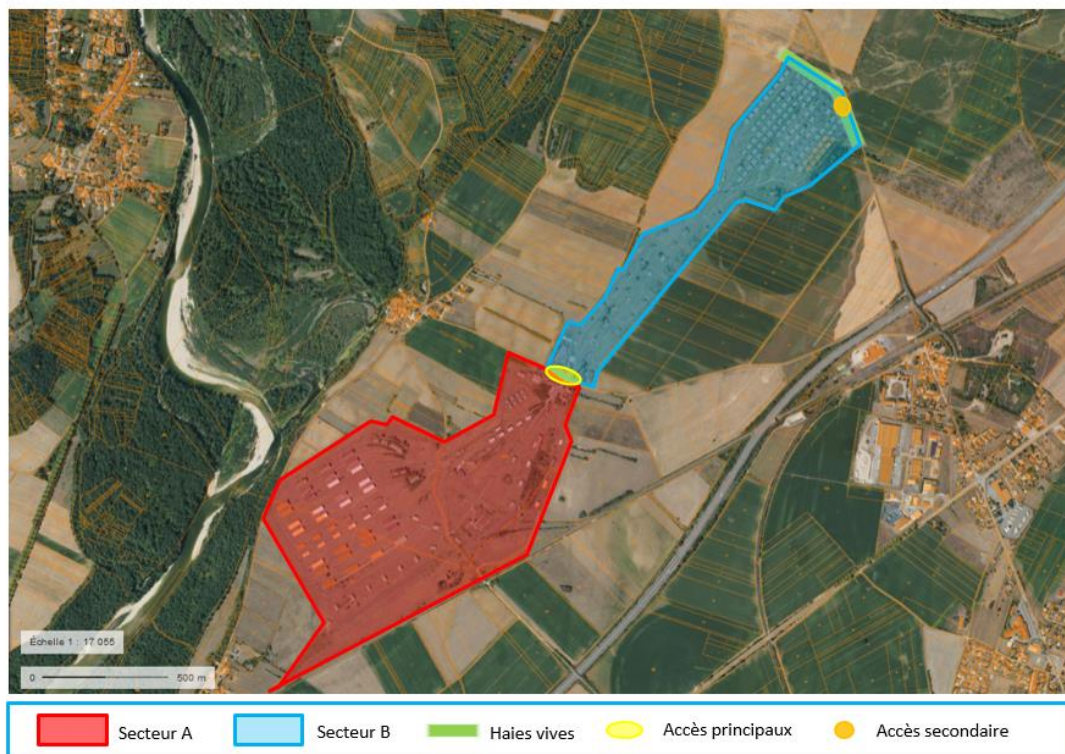 Échelle 1 : 17 055
0 500 m
Secteur A Secteur B Haies vives Accès principaux Accès secondaire